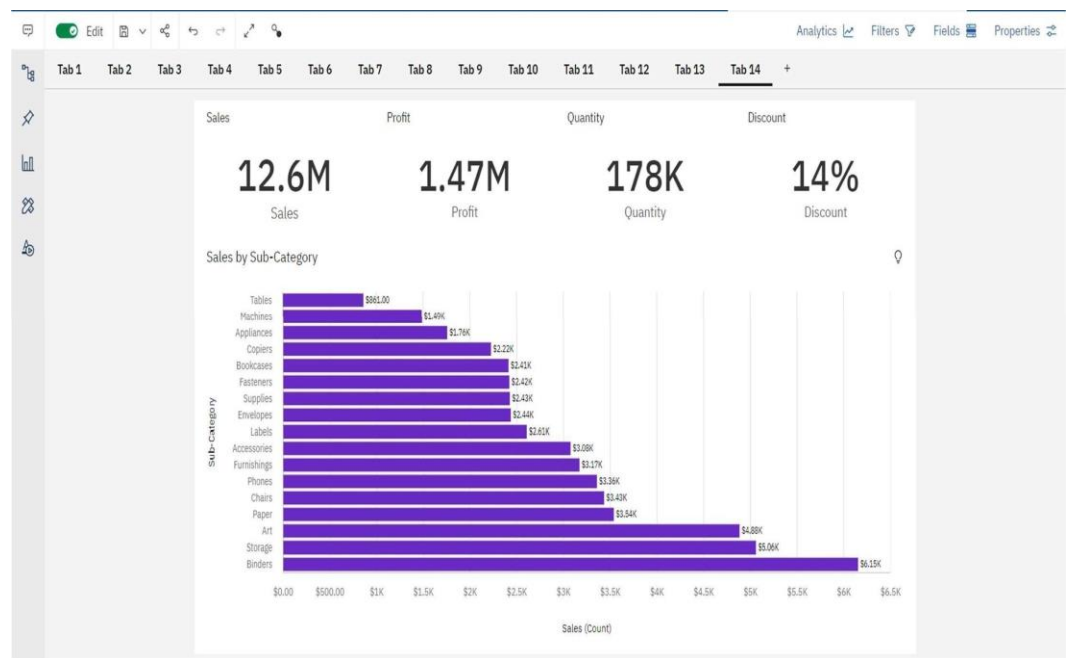 Edit
Analytics Filters Fields Properties
Tab 1 Tab 2 Tab 3 Tab 4 Tab 5 Tab 6 Tab 7 Tab 8 Tab 9 Tab 10 Tab 11 Tab 12 Tab 13 Tab 14 +
Sales Profit Quantity Discount
12.6M 1.47M 178K 14%
Sales Profit Quantity Discount
Sales by Sub-Category
Sub-Category
Tables $861.00
Machines $1.49K
Appliances $1.76K
Copiers $2.22K
Bookcases $2.41K
Fasteners $2.42K
Supplies $2.43K
Envelopes $2.44K
Labels $2.61K
Accessories $3.08K
Furnishings $3.17K
Phones $3.36K
Chairs $3.43K
Paper $3.54K
Art $4.88K
Storage $5.06K
Binders $6.15K
$0.00 $500.00 $1K $1.5K $2K $2.5K $3K $3.5K $4K $4.5K $5K $5.5K $6K $6.5K
Sales (Count)